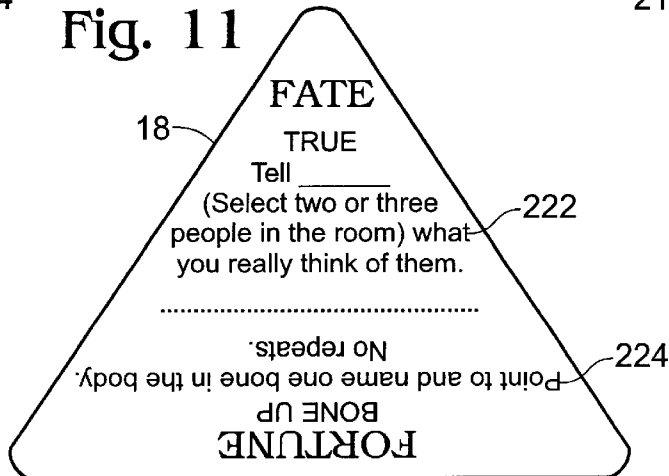 Fig. 11
FATE
18
TRUE
Tell ______
(Select two or three
222
people in the room) what
you really think of them.
FORTUNE
BONE UP
Point to and name one bone in the body.
224
No repeats.